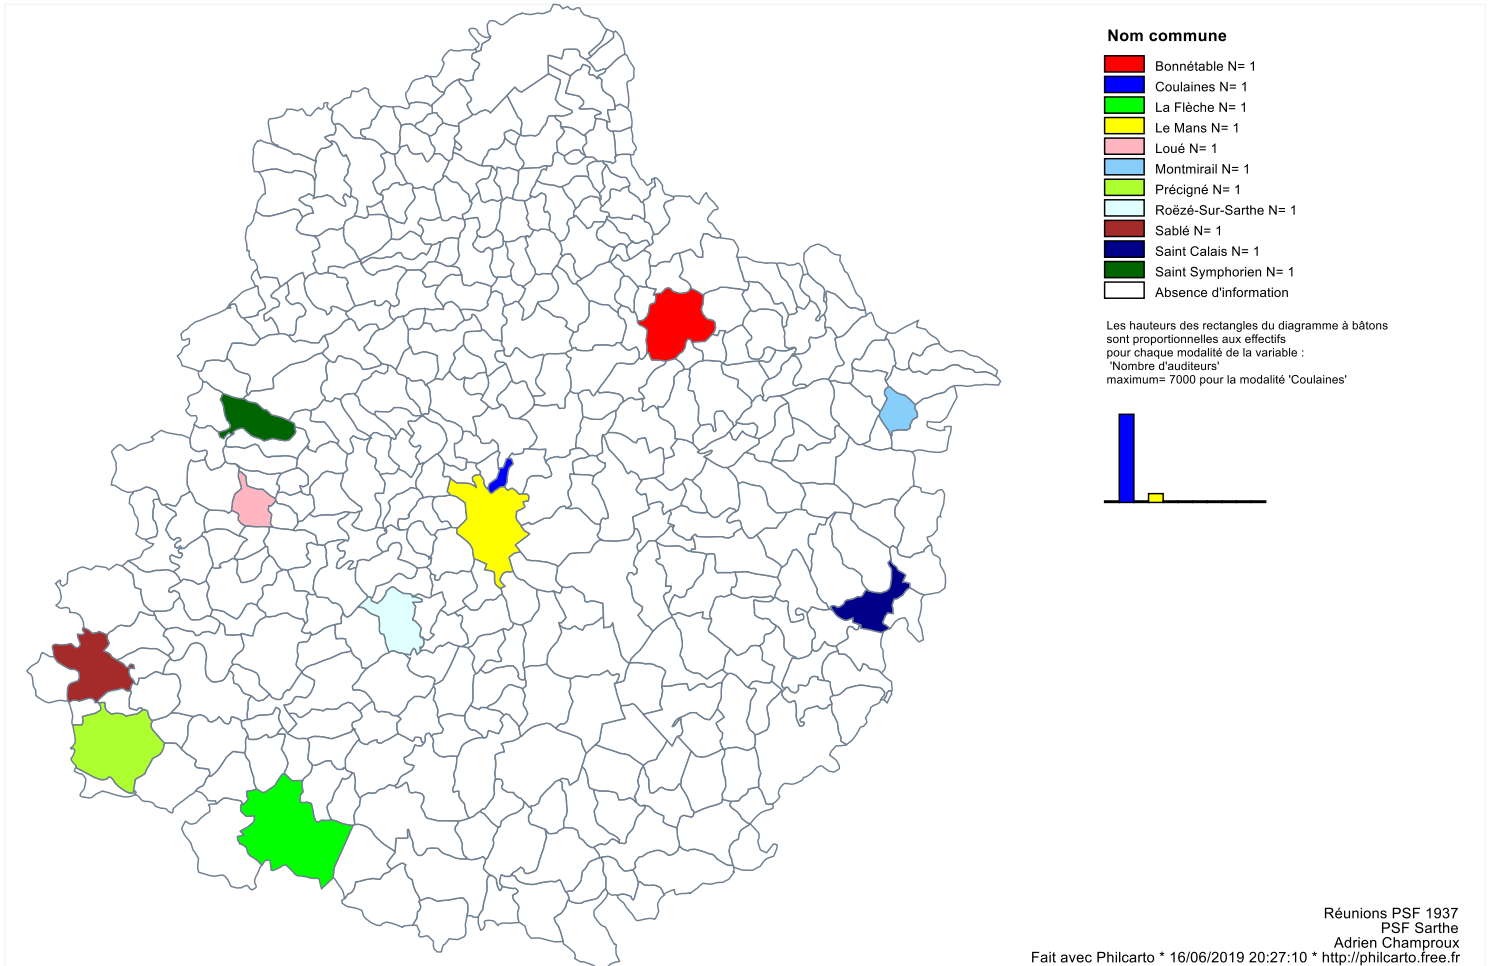 Nom commune
Bonnétable N= 1
Coulaines N= 1
La Flèche N= 1
Le Mans N= 1
Loué N= 1
Montmirail N= 1
Précigné N= 1
Roëzé-Sur-Sarthe N= 1
Sablé N= 1
Saint Calais N= 1
Saint Symphorien N= 1
Absence d'information
Les hauteurs des rectangles du diagramme à bâtons
sont proportionnelles aux effectifs
pour chaque modalité de la variable :
'Nombre d'auditeurs'
maximum= 7000 pour la modalité 'Coulaines'
Réunions PSF 1937
PSF Sarthe
Adrien Champroux
Fait avec Philcarto * 16/06/2019 20:27:10 * http://philcarto.free.fr